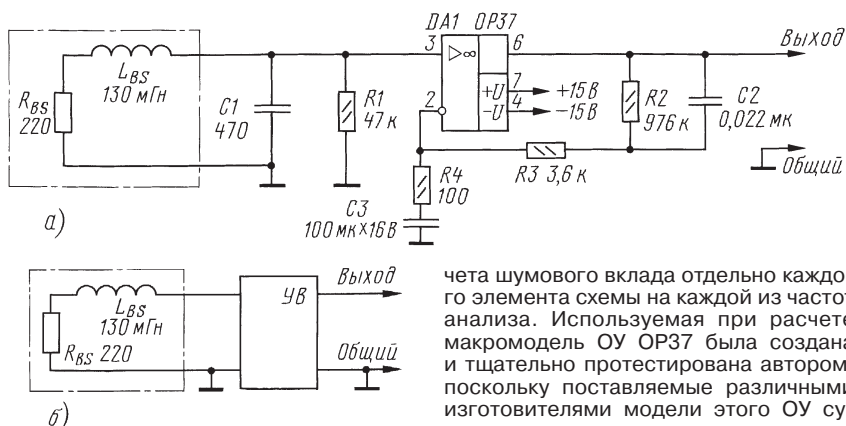 DA1 OP37
3
▷∞
6
Выход
L_BS
130 мГн
R_BS
220
C1
470
R1
47 к
2
+U
7
+15 В
-U
4
-15 В
R2
976 к
C2
0,022 мк
R3 3,6 к
Общий
R4
100
C3
100 мк×16 В
а)
L_BS
130 мГн
R_BS 220
УВ
Выход
Общий
б)
чета шумового вклада отдельно каждо-
го элемента схемы на каждой из частот
анализа. Используемая при расчете
макромодель ОУ OP37 была создана
и тщательно протестирована автором,
поскольку поставляемые различными
изготовителями модели этого ОУ су-